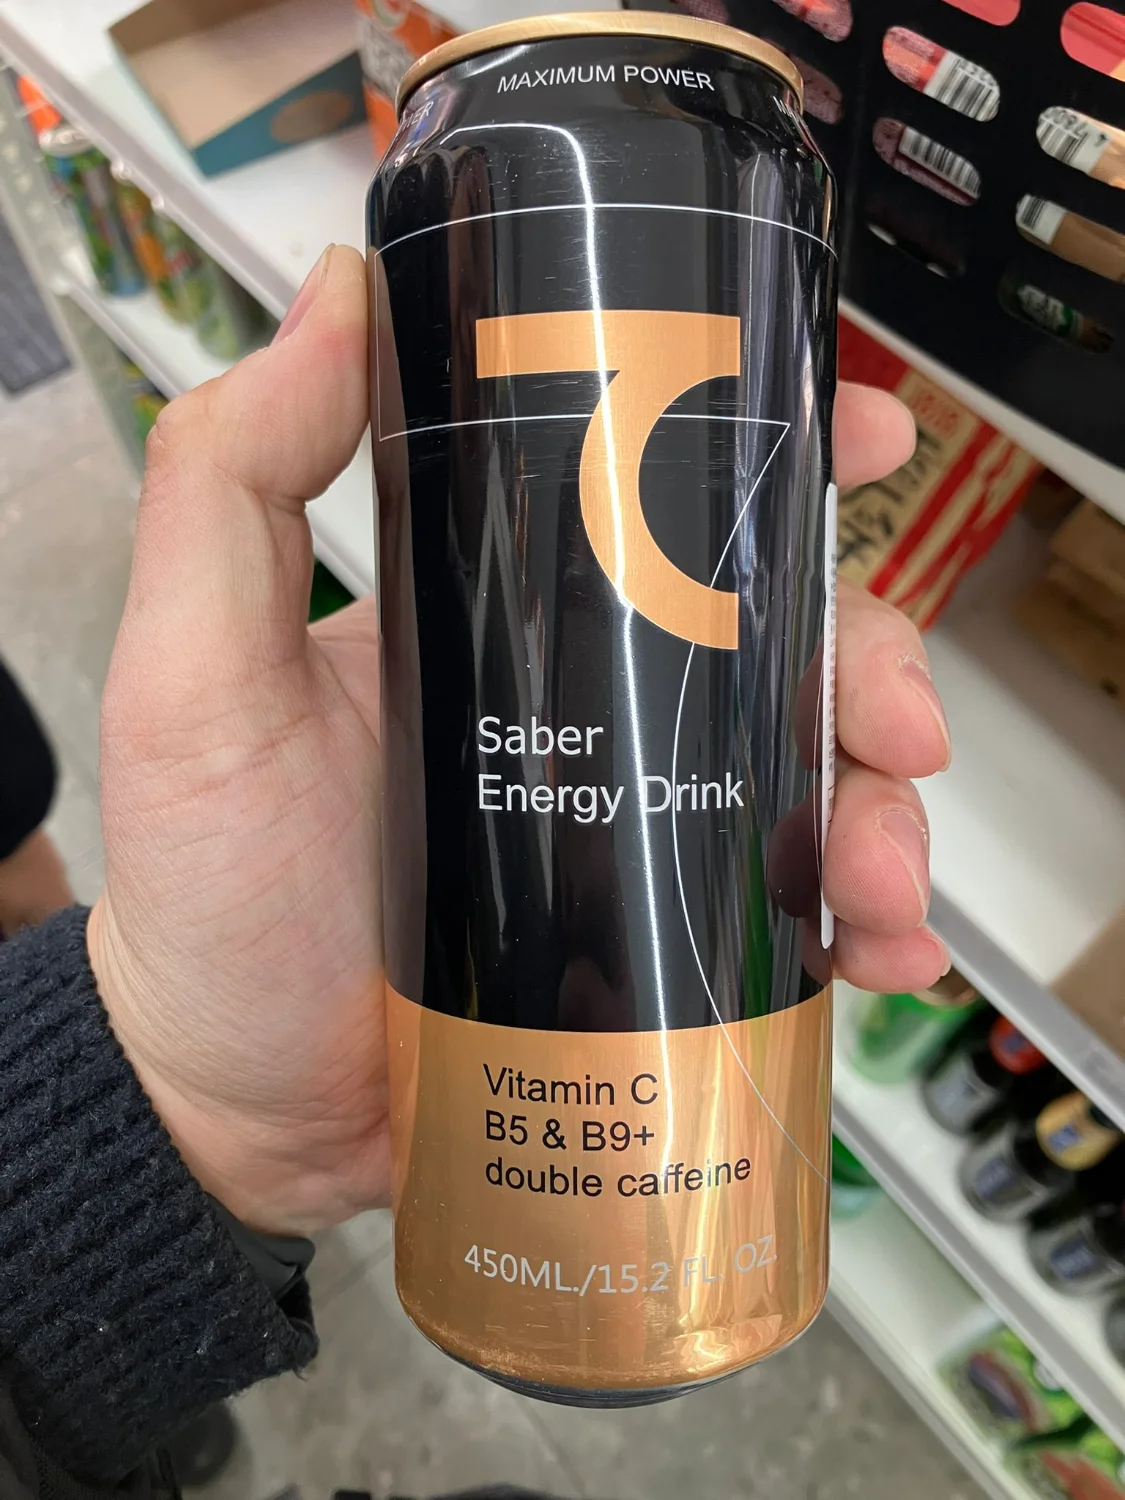 MAXIMUM POWER
Saber
Energy Drink
Vitamin C
B5 & B9+
double caffeine
450ML./15.2 FL. OZ.